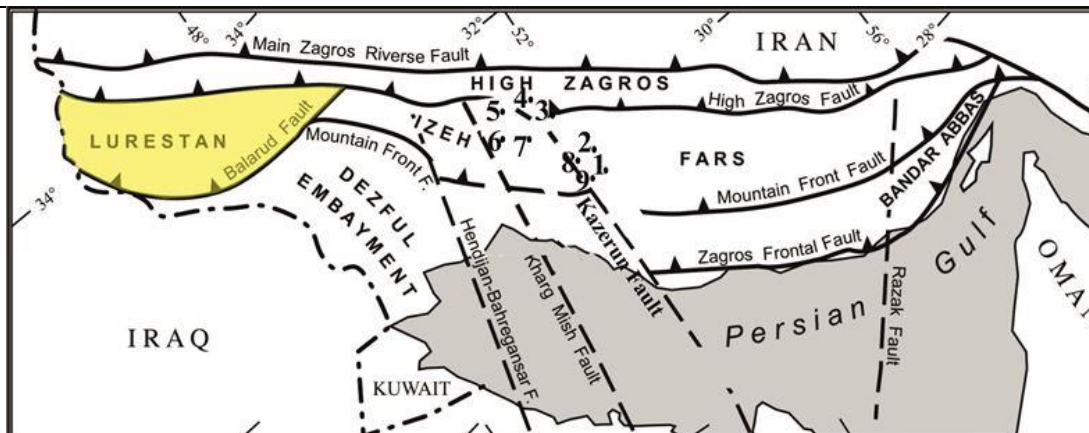 48°
34°
32°
52°
30°
56°
28°
Main Zagros Riverse Fault
IRAN
HIGH ZAGROS
High Zagros Fault
4
5
3
IZEH
LURESTAN
Balarud Fault
Mountain Front F.
6
7
2
8
1
9
FARS
Mountain Front Fault
BANDAR ABBAS
DEZFUL
EMBAYMENT
34°
Kazerun Fault
Zagros Frontal Fault
Hendijan-Bahregansar F.
Kharg Mish Fault
Razak Fault
Persian Gulf
OMAN
IRAQ
KUWAIT